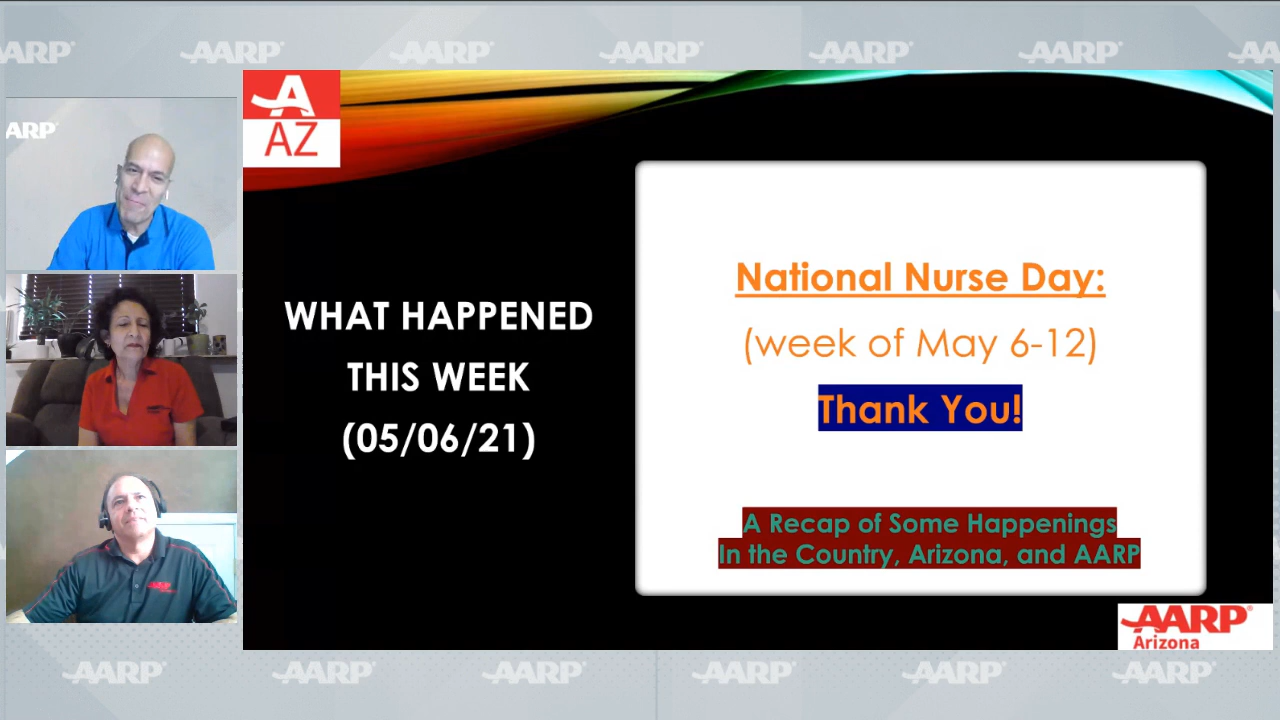 AARP AARP AARP AARP AARP AARP AA
AARP
A
AZ
WHAT HAPPENED
THIS WEEK
(05/06/21)
National Nurse Day:
(week of May 6-12)
Thank You!
A Recap of Some Happenings
In the Country, Arizona, and AARP
AARP®
Arizona
AARP AARP AARP AARP AARP AARP